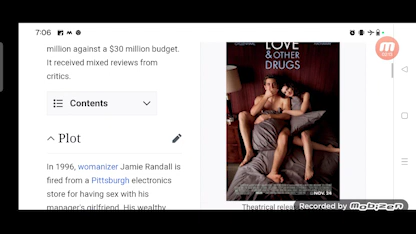 7:06
million against a $30 million budget.
It received mixed reviews from
critics.
Contents
Plot
In 1996, womanizer Jamie Randall is
fired from a Pittsburgh electronics
store for having sex with his
manager's girlfriend. His wealthy,
LOVE
& OTHER
DRUGS
NOV. 24
Theatrical relea
Recorded by Mobizen